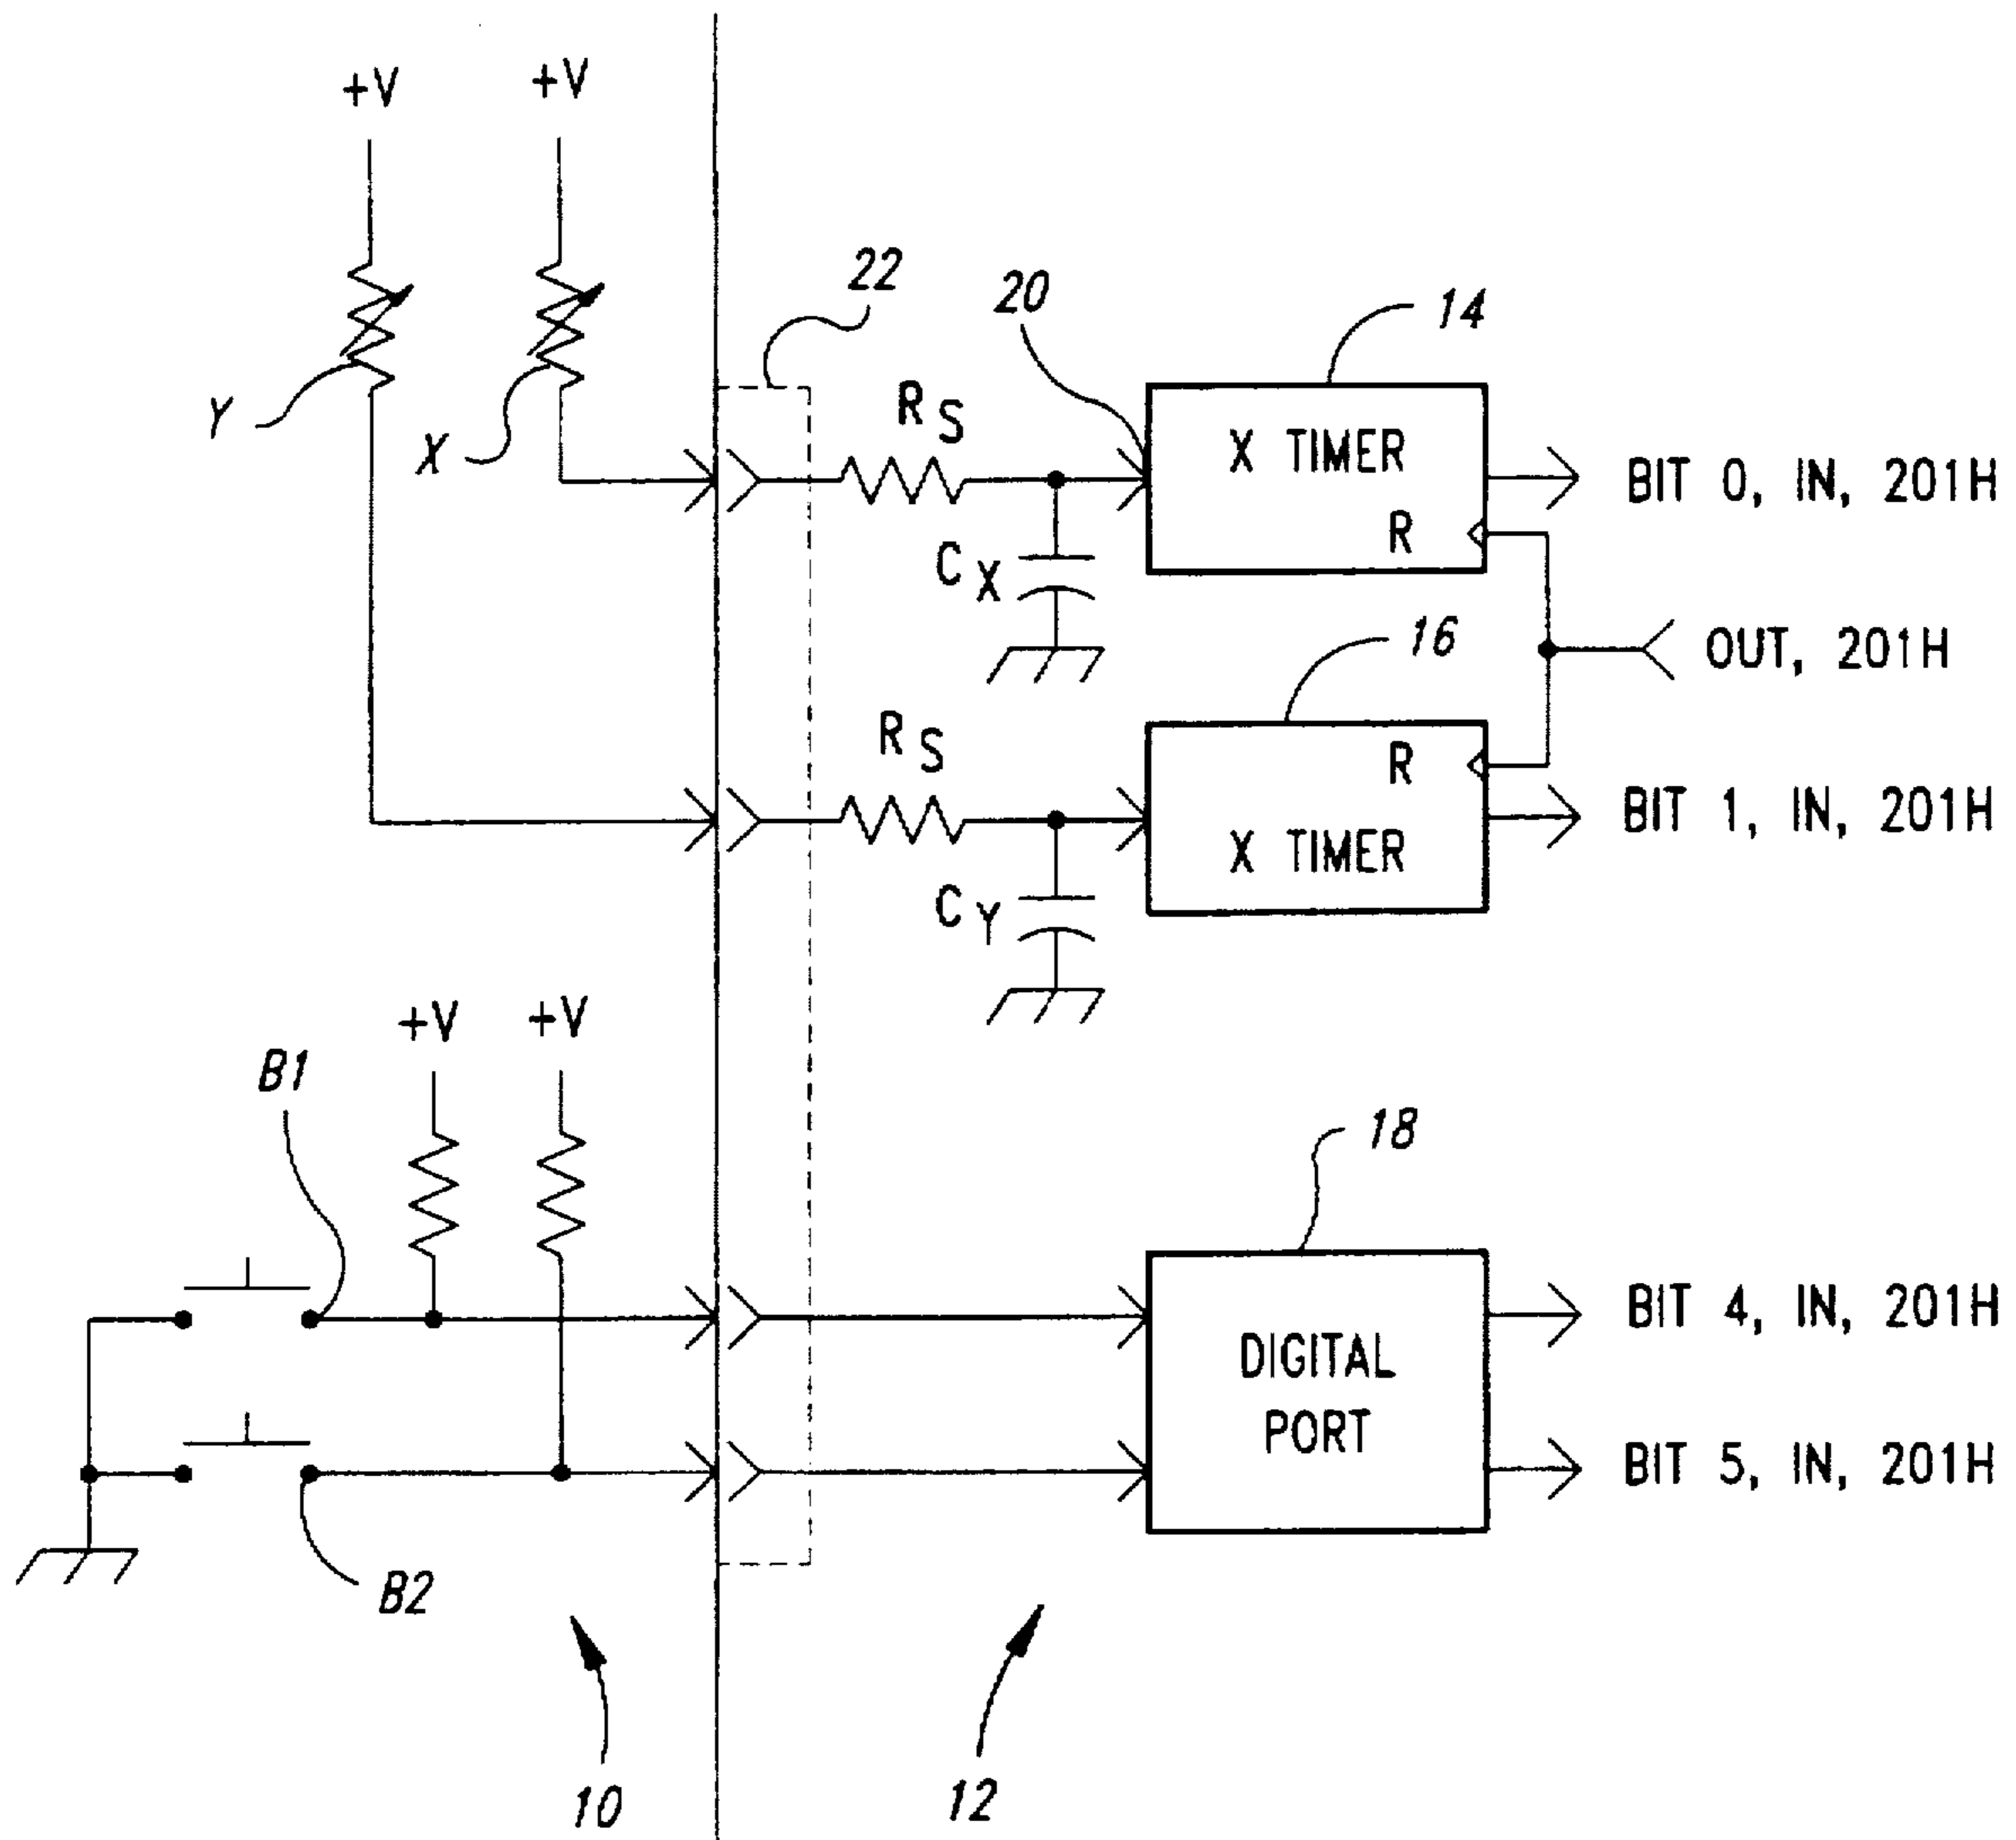 +V
+V
22
20
14
Y
X
R S
X TIMER
BIT 0, IN, 201H
R
C X
16
OUT, 201H
R S
R
X TIMER
BIT 1, IN, 201H
C Y
+V
+V
B1
18
DIGITAL
PORT
BIT 4, IN, 201H
BIT 5, IN, 201H
B2
10
12